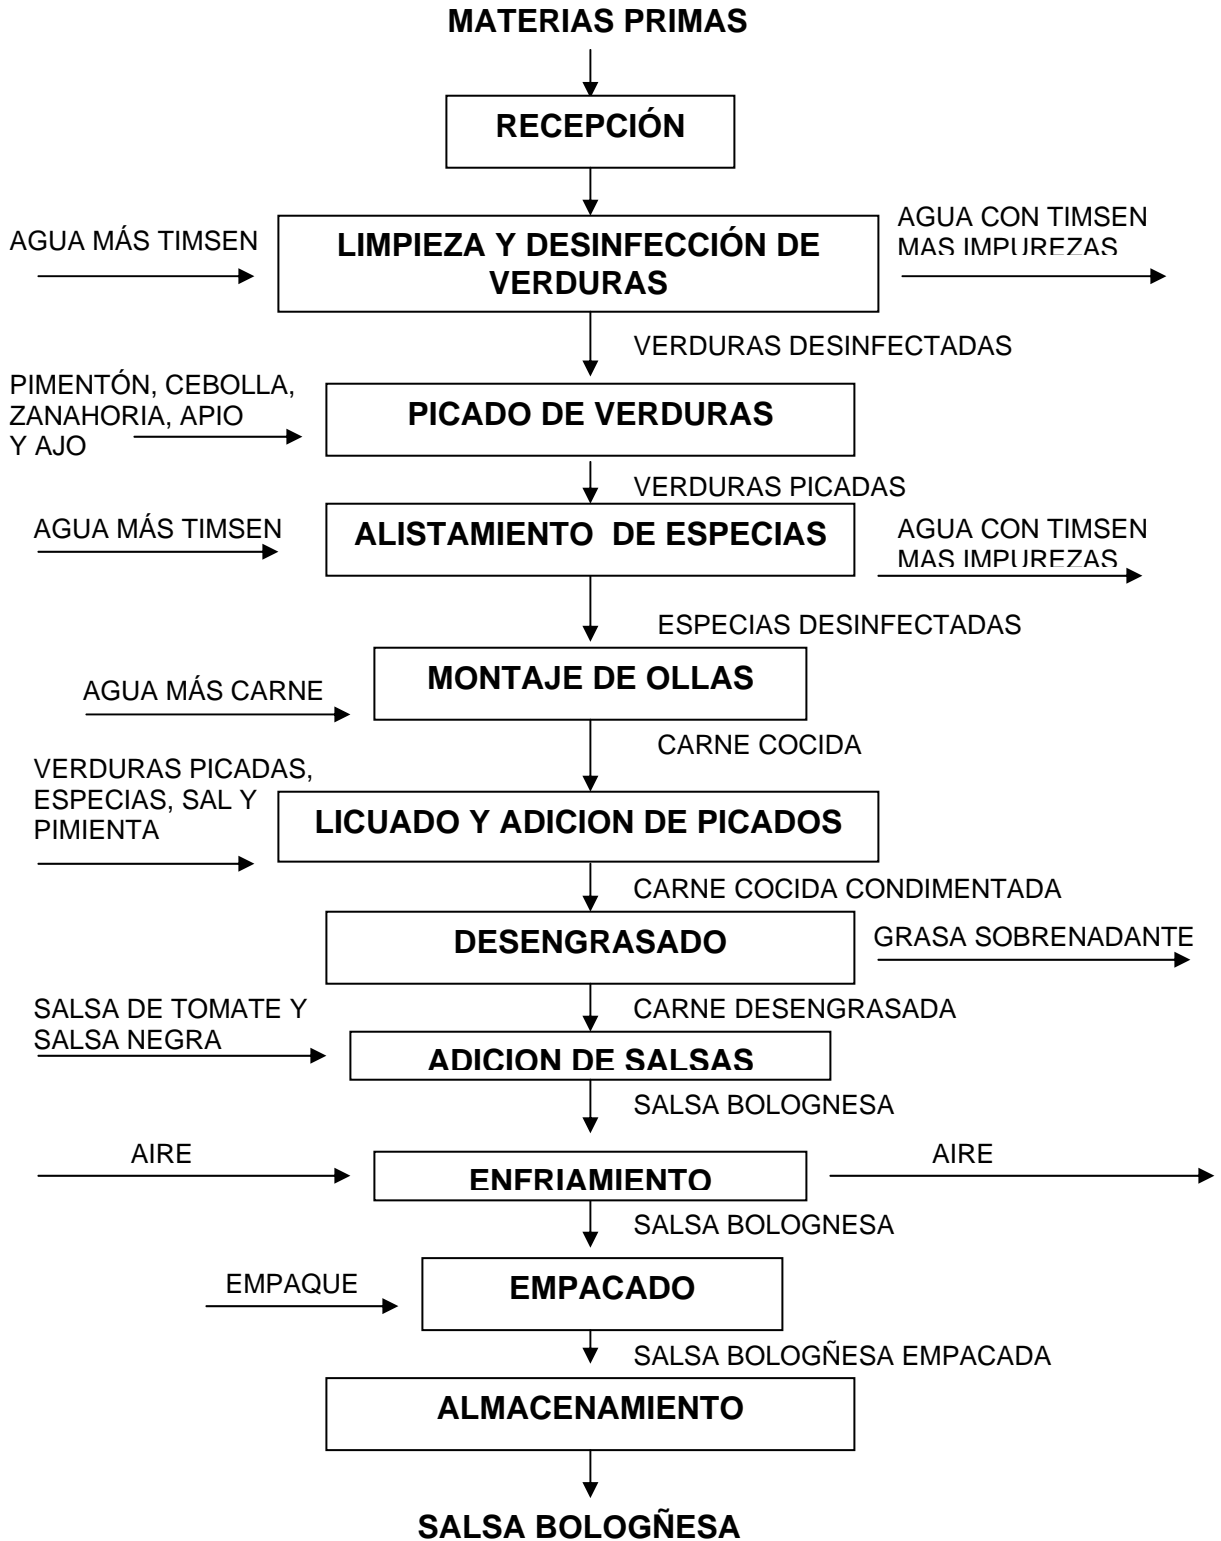 MATERIAS PRIMAS
RECEPCIÓN
AGUA MÁS TIMSEN
LIMPIEZA Y DESINFECCIÓN DE
VERDURAS
AGUA CON TIMSEN
MAS IMPUREZAS
VERDURAS DESINFECTADAS
PIMENTÓN, CEBOLLA,
ZANAHORIA, APIO
Y AJO
PICADO DE VERDURAS
VERDURAS PICADAS
AGUA MÁS TIMSEN
ALISTAMIENTO  DE ESPECIAS
AGUA CON TIMSEN
MAS IMPUREZAS
ESPECIAS DESINFECTADAS
AGUA MÁS CARNE
MONTAJE DE OLLAS
CARNE COCIDA
VERDURAS PICADAS,
ESPECIAS, SAL Y
PIMIENTA
LICUADO Y ADICION DE PICADOS
CARNE COCIDA CONDIMENTADA
DESENGRASADO
GRASA SOBRENADANTE
CARNE DESENGRASADA
SALSA DE TOMATE Y
SALSA NEGRA
ADICION DE SALSAS
SALSA BOLOGNESA
AIRE
ENFRIAMIENTO
AIRE
SALSA BOLOGNESA
EMPAQUE
EMPACADO
SALSA BOLOGÑESA EMPACADA
ALMACENAMIENTO
SALSA BOLOGÑESA